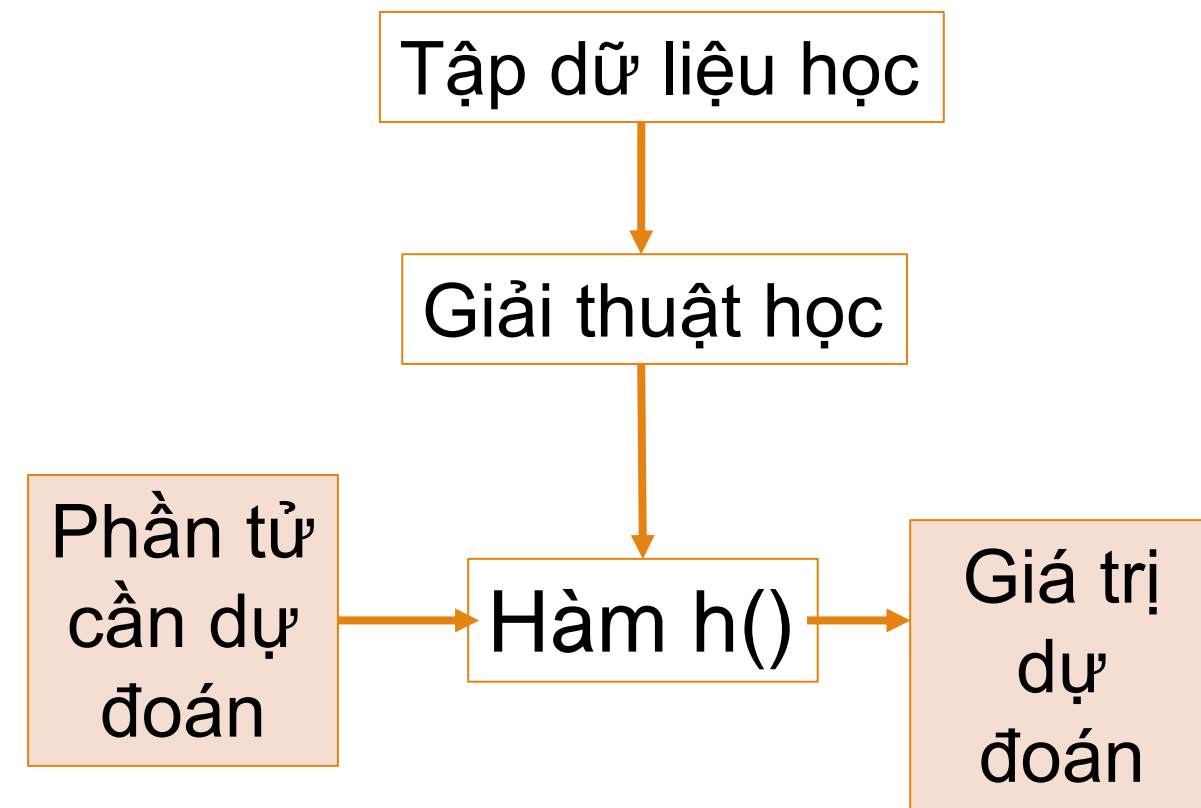 Tập dữ liệu học
Giải thuật học
Phần tử
cần dự
đoán
Hàm h()
Giá trị
dự
đoán